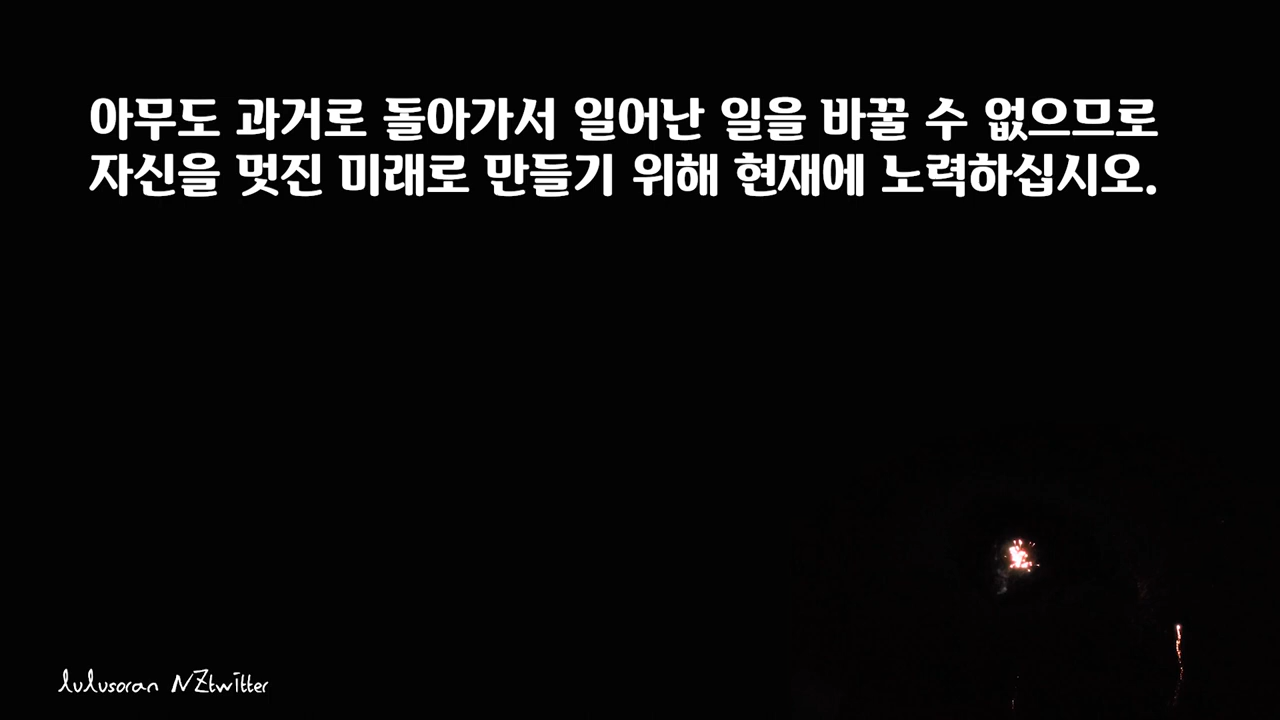 아무도 과거로 돌아가서 일어난 일을 바꿀 수 없으므로
자신을 멋진 미래로 만들기 위해 현재에 노력하십시오.
lulusoran NZtwitter